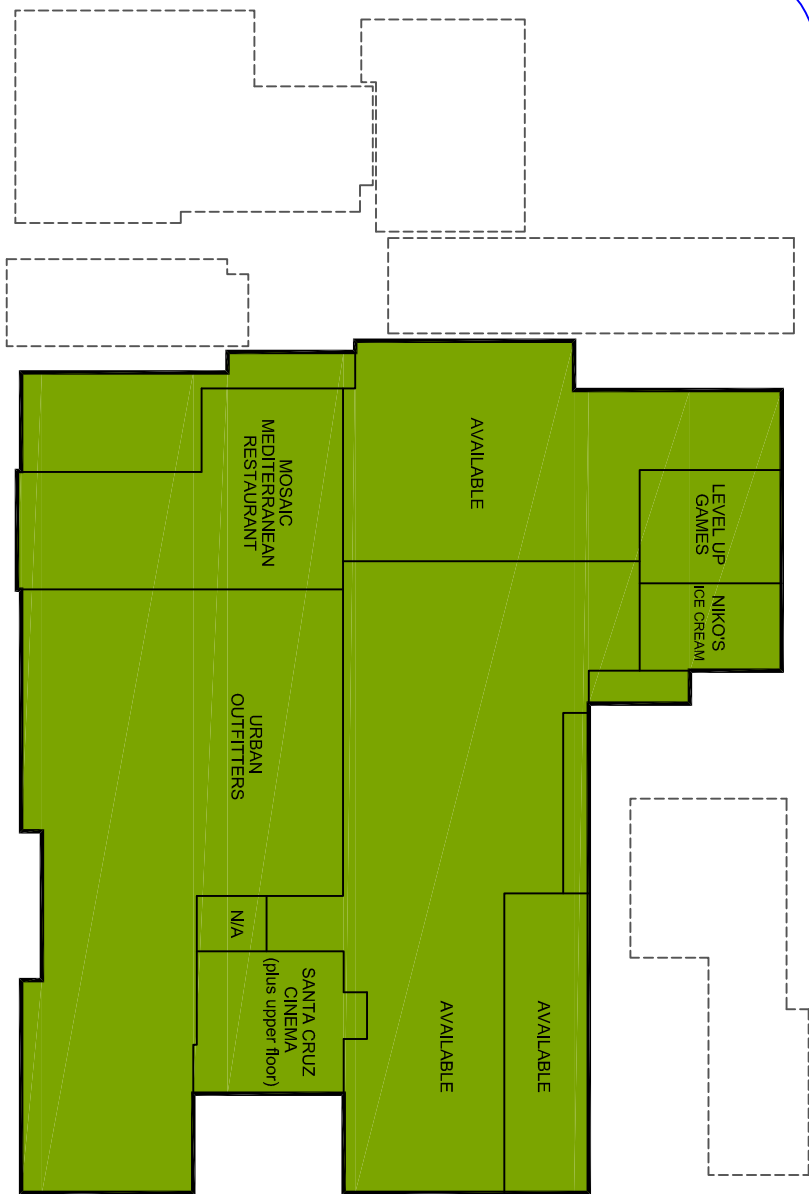 MOSAIC
MEDITERRANEAN
RESTAURANT
AVAILABLE
LEVEL UP
GAMES
NIKO'S
ICE CREAM
URBAN
OUTFITTERS
N/A
SANTA CRUZ
CINEMA
(plus upper floor)
AVAILABLE
AVAILABLE